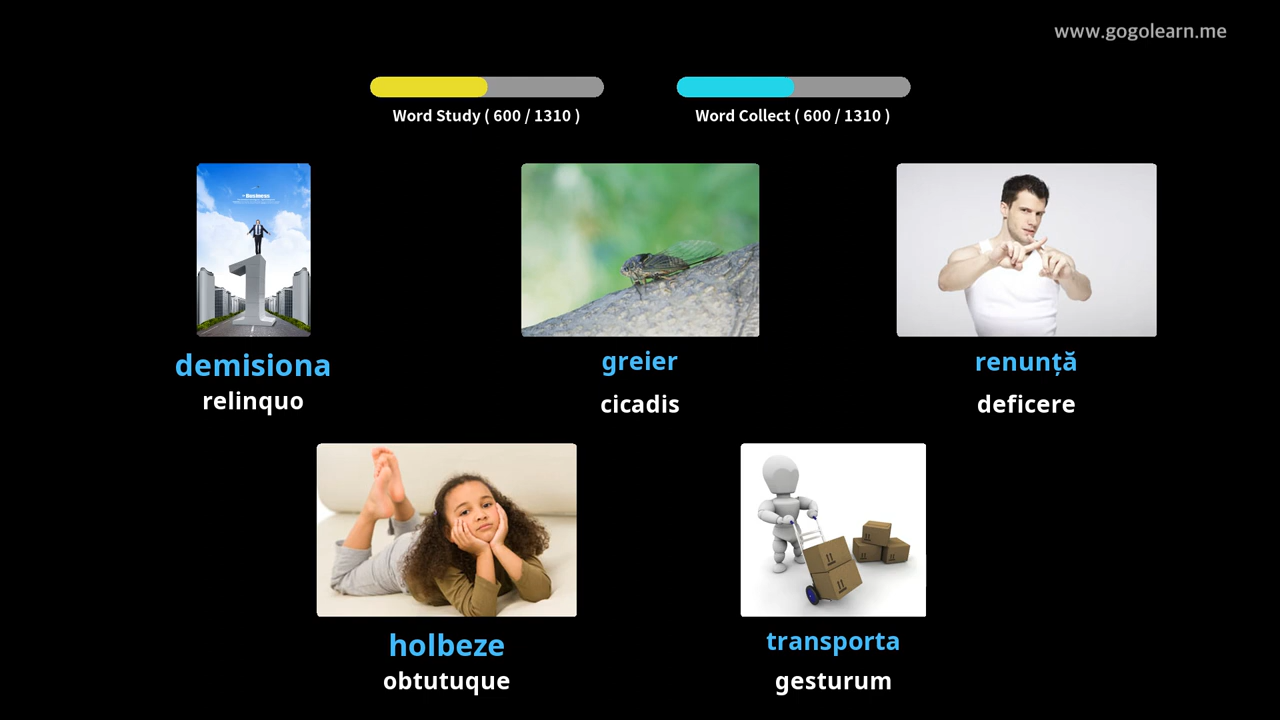 www.gogolearn.me
Word Study ( 600 / 1310 )
Word Collect ( 600 / 1310 )
Business
demisiona
relinquo
greier
cicadis
renunță
deficere
holbeze
obtutuque
transporta
gesturum